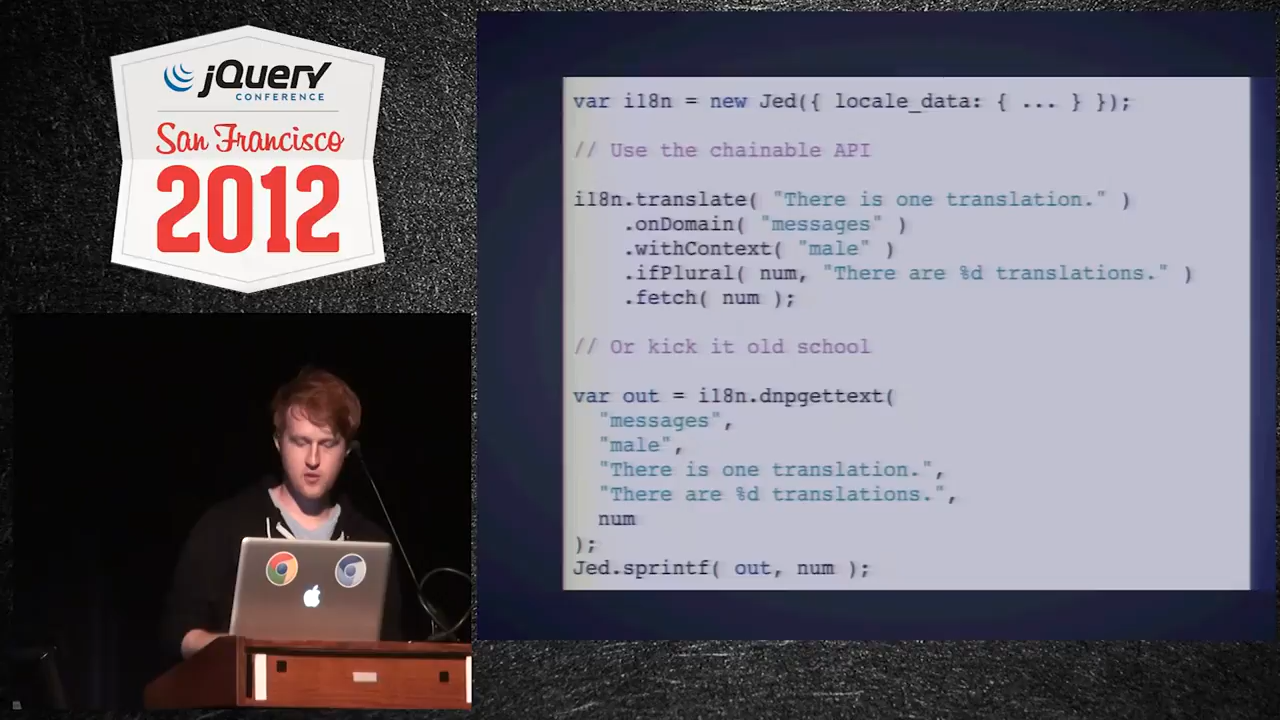 jQuery
CONFERENCE
San Francisco
2012
var i18n = new Jed({ locale_data: { ... } });
// Use the chainable API
i18n.translate( "There is one translation." )
.onDomain( "messages" )
.withContext( "male" )
.ifPlural( num, "There are %d translations." )
.fetch( num );
// Or kick it old school
var out = i18n.dnpgettext(
"messages",
"male",
"There is one translation.",
"There are %d translations.",
num
);
Jed.sprintf( out, num );